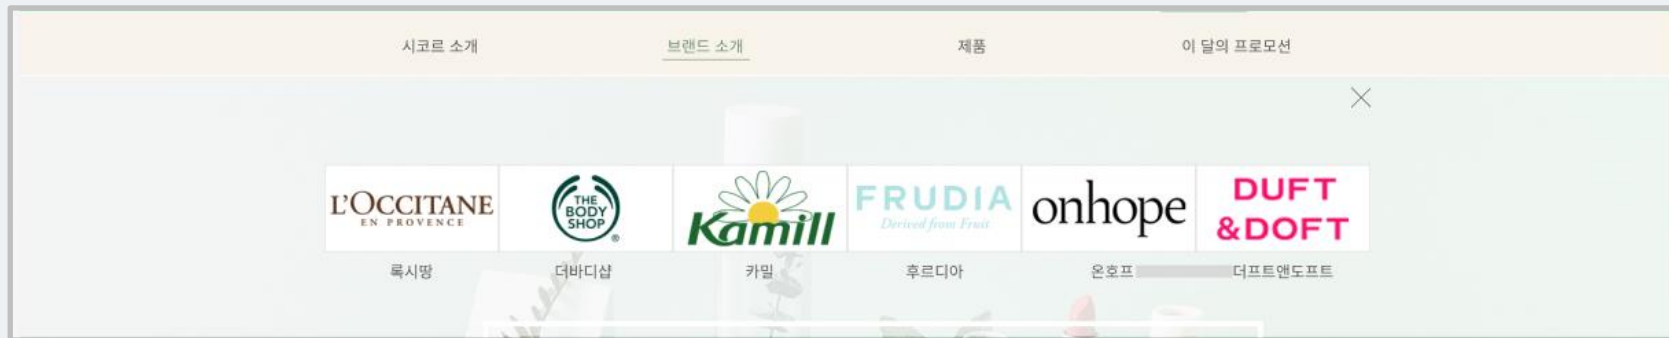 시코르 소개 브랜드 소개 제품 이 달의 프로모션
L'OCCITANE
EN PROVENCE
THE
BODY
SHOP
®
Kamill
FRUDIA
Derived from Fruit
onhope
DUFT
&DOFT
록시땅 더바디샵 카밀 후르디아 온호프 더프트앤도프트